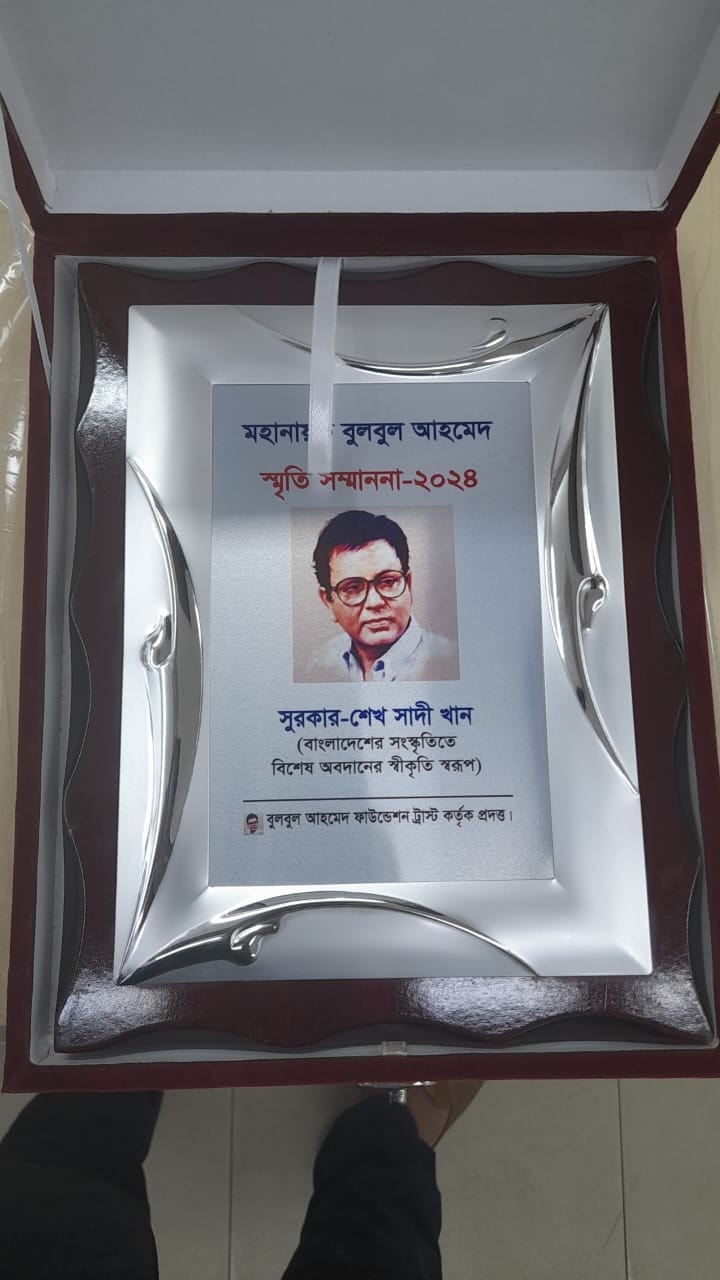 মহানায়ক বুলবুল আহমেদ
স্মৃতি সম্মাননা-২০২৪
সুরকার-শেখ সাদী খান
(বাংলাদেশের সংস্কৃতিতে
বিশেষ অবদানের স্বীকৃতি স্বরূপ)
বুলবুল আহমেদ ফাউন্ডেশন ট্রাস্ট কর্তৃক প্রদত্ত।